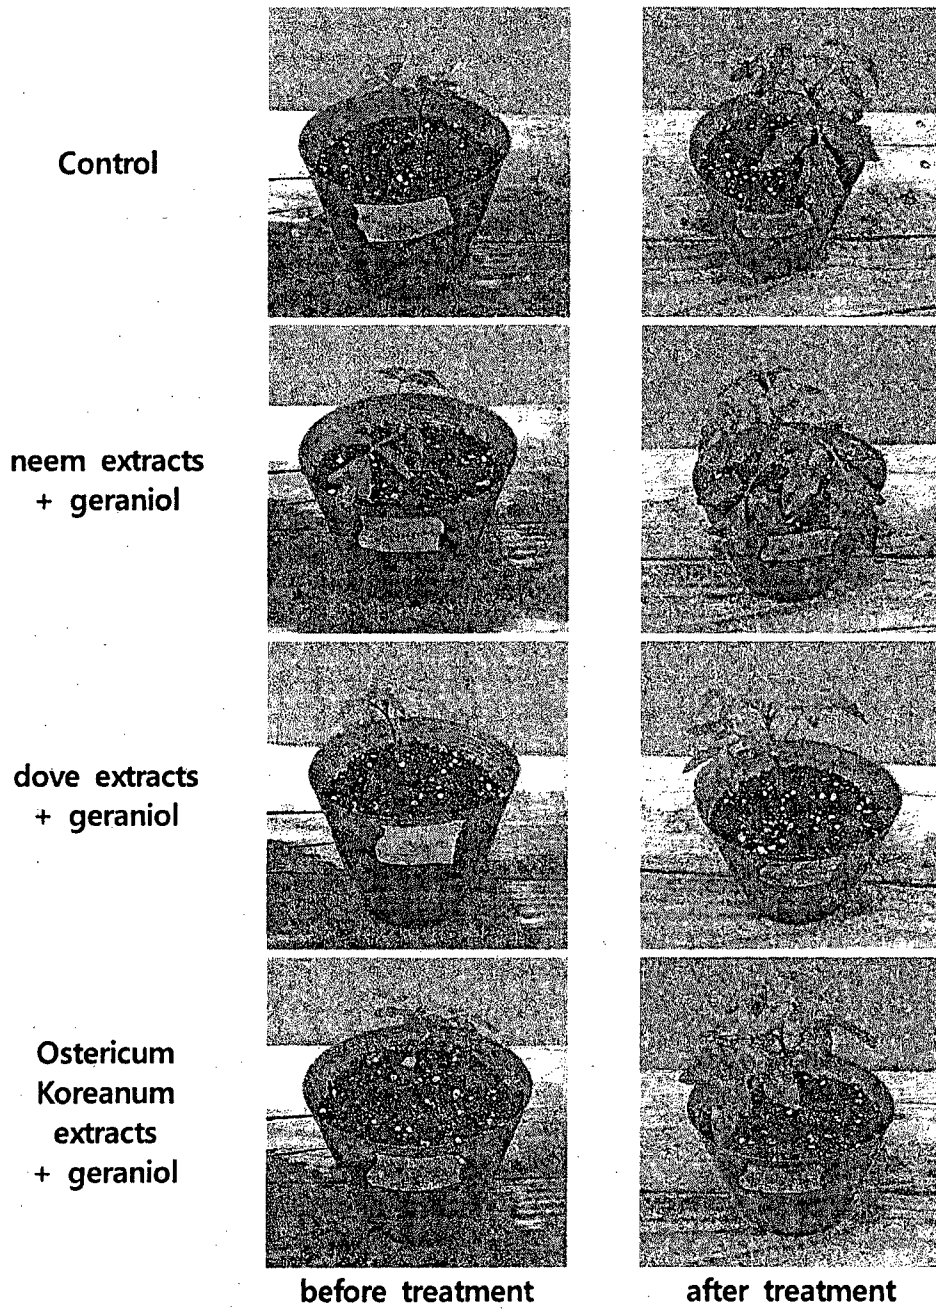 Control
neem extracts
+ geraniol
dove extracts
+ geraniol
Ostericum
Koreanum
extracts
+ geraniol
before treatment
after treatment